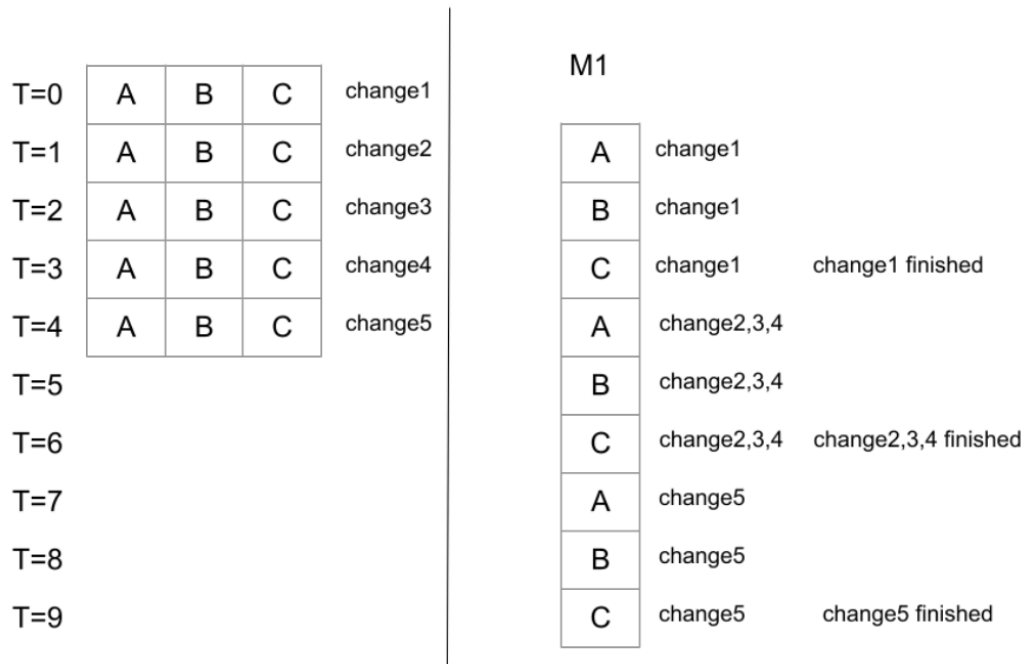 M1
T=0 A B C change1
T=1 A B C change2 A change1
T=2 A B C change3 B change1
T=3 A B C change4 C change1 change1 finished
T=4 A B C change5 A change2,3,4
T=5 B change2,3,4
T=6 C change2,3,4 change2,3,4 finished
T=7 A change5
T=8 B change5
T=9 C change5 change5 finished